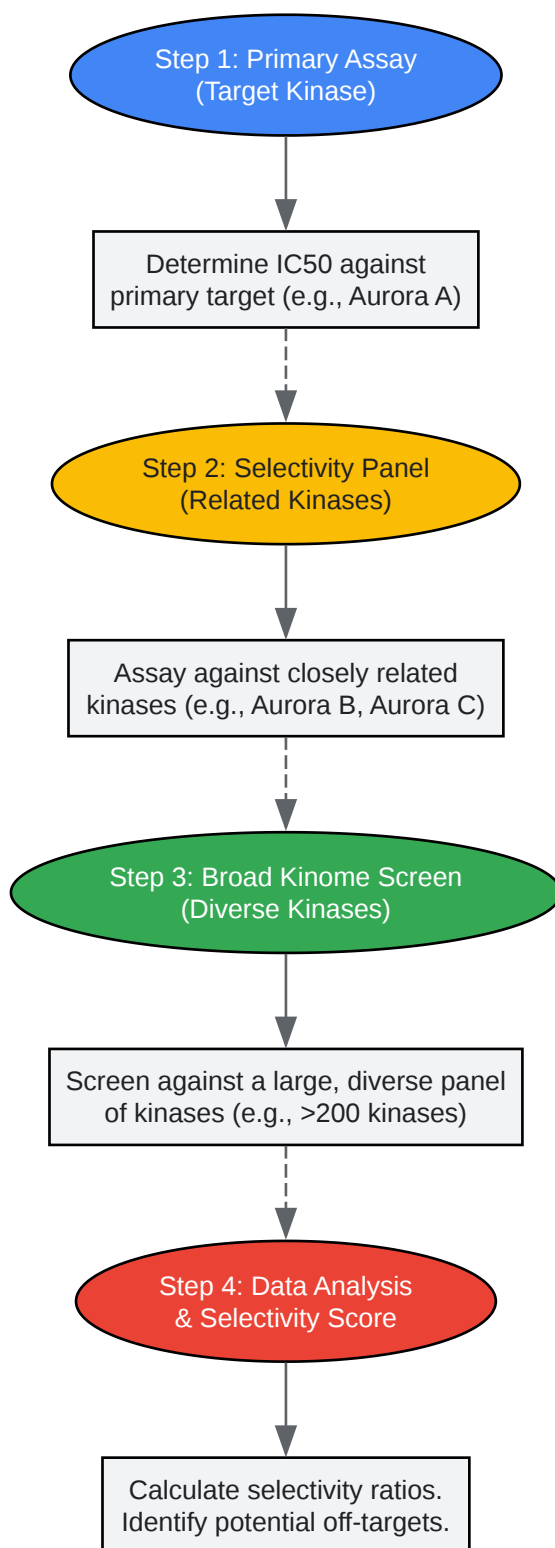 Step 1: Primary Assay
(Target Kinase)
Determine IC50 against
primary target (e.g., Aurora A)
Step 2: Selectivity Panel
(Related Kinases)
Assay against closely related
kinases (e.g., Aurora B, Aurora C)
Step 3: Broad Kinome Screen
(Diverse Kinases)
Screen against a large, diverse panel
of kinases (e.g., >200 kinases)
Step 4: Data Analysis
& Selectivity Score
Calculate selectivity ratios.
Identify potential off-targets.